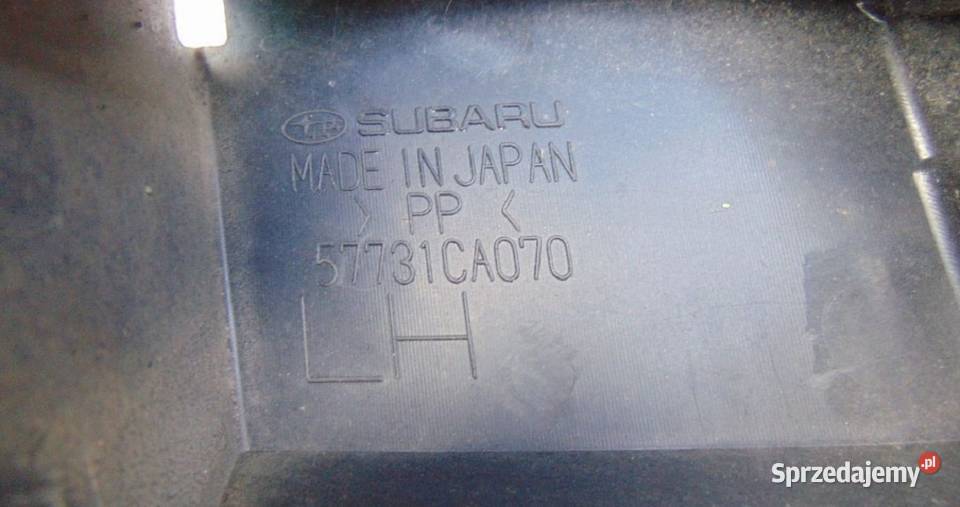 SUBARU
MADE IN JAPAN
> PP <
57731CA070
LH
Sprzedajemy.pl